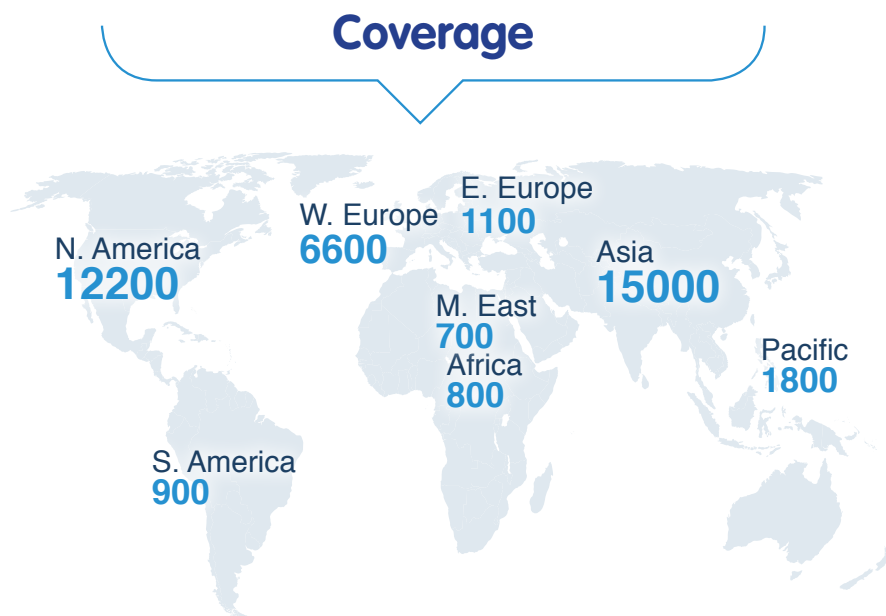 Coverage
N. America
12200
W. Europe
6600
E. Europe
1100
Asia
15000
M. East
700
Africa
800
Pacific
1800
S. America
900